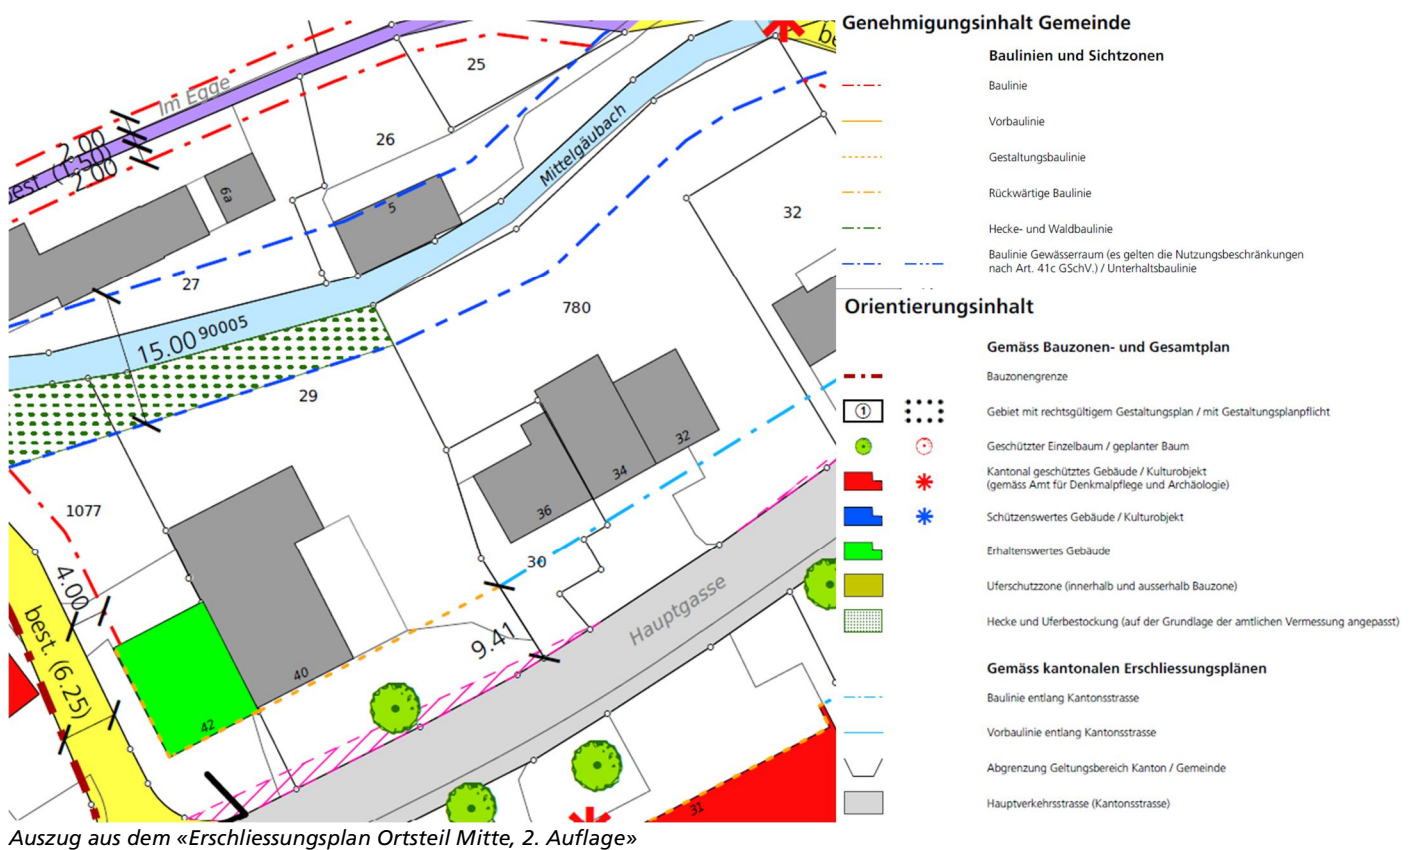 Im Egge
2.00
best. (1.50)
2.00
6a
25
26
5
Mittelgäubach
be
32
27
15.00 90005
780
29
1077
32
34
36
30
4.00
best. (6.25)
9.41
Hauptgasse
40
42
31
Genehmigungsinhalt Gemeinde
Baulinien und Sichtzonen
Baulinie
Vorbaulinie
Gestaltungsbaulinie
Rückwärtige Baulinie
Hecke- und Waldbaulinie
Baulinie Gewässerraum (es gelten die Nutzungsbeschränkungen
nach Art. 41c GSchV.) / Unterhaltsbaulinie
Orientierungsinhalt
Gemäss Bauzonen- und Gesamtplan
Bauzonengrenze
1 Gebiet mit rechtsgültigem Gestaltungsplan / mit Gestaltungsplanpflicht
Geschützter Einzelbaum / geplanter Baum
Kantonal geschütztes Gebäude / Kulturobjekt
(gemäss Amt für Denkmalpflege und Archäologie)
Schützenswertes Gebäude / Kulturobjekt
Erhaltenswertes Gebäude
Uferschutzzone (innerhalb und ausserhalb Bauzone)
Hecke und Uferbestockung (auf der Grundlage der amtlichen Vermessung angepasst)
Gemäss kantonalen Erschliessungsplänen
Baulinie entlang Kantonsstrasse
Vorbaulinie entlang Kantonsstrasse
Abgrenzung Geltungsbereich Kanton / Gemeinde
Hauptverkehrsstrasse (Kantonsstrasse)
Auszug aus dem «Erschliessungsplan Ortsteil Mitte, 2. Auflage»